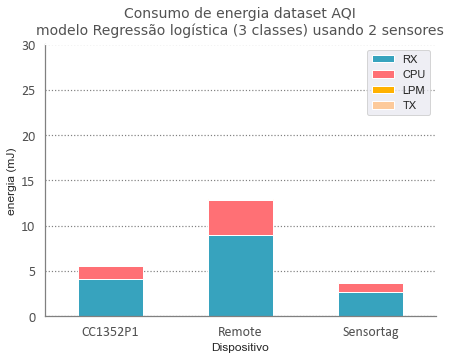 Consumo de energia dataset AQI
modelo Regressão logística (3 classes) usando 2 sensores
30
25
20
15
10
5
0
energia (mJ)
RX
CPU
LPM
TX
CC1352P1
Remote
Sensortag
Dispositivo